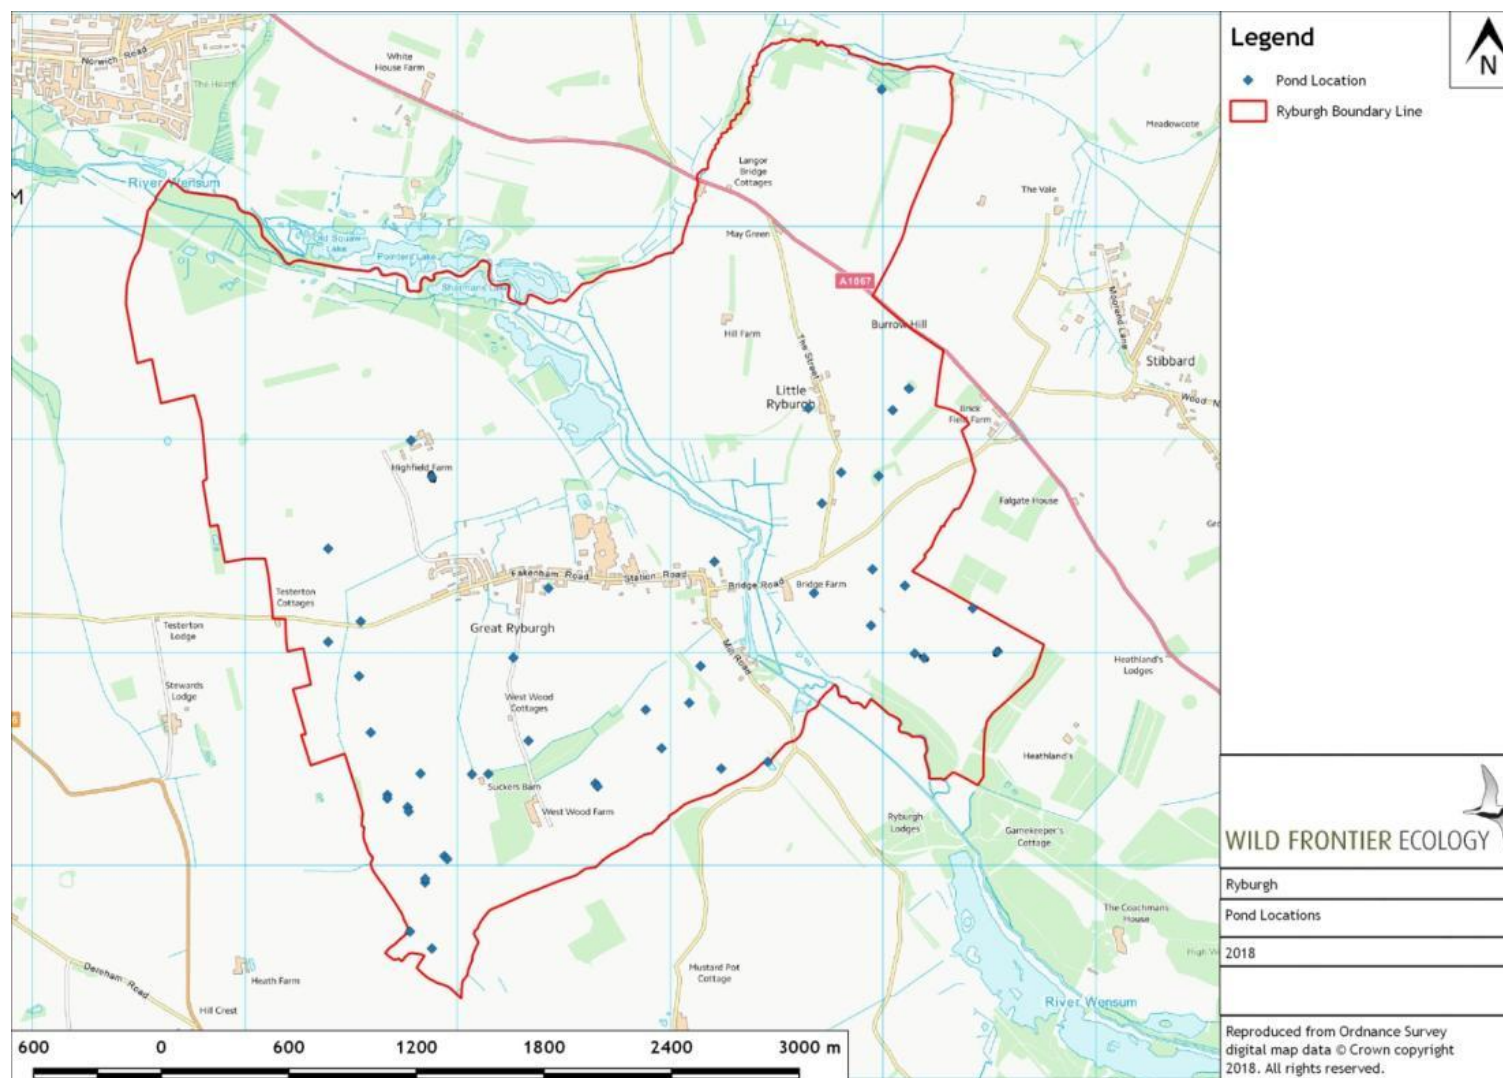 Norwich Road
The Heath
White
House Farm
River Wensum
M
Old Square
Lake
Pointers Lake
Shermans Lake
Langor
Bridge
Cottages
May Green
A1067
Burrow Hill
Hill Farm
The Street
Little
Ryburgh
Meadowcote
The Vale
Moorend Lane
Stibbard
Wood N
Brick
Field Farm
Falgate House
Highfield Farm
Fakenham Road
Station Road
Bridge Road
Bridge Farm
Testerton
Cottages
Testerton
Lodge
Great Ryburgh
Mill Road
Stewards
Lodge
West Wood
Cottages
Suckers Barn
West Wood Farm
Heathland's
Lodges
Heathland's
Ryburgh
Lodges
Gamekeeper's
Cottage
The Coachmans
House
River Wensum
Mustard Pot
Cottage
Heath Farm
Hill Crest
Dereham Road
600 0 600 1200 1800 2400 3000 m
Legend
N
Pond Location
Ryburgh Boundary Line
WILD FRONTIER ECOLOGY
Ryburgh
Pond Locations
2018
Reproduced from Ordnance Survey
digital map data © Crown copyright
2018. All rights reserved.